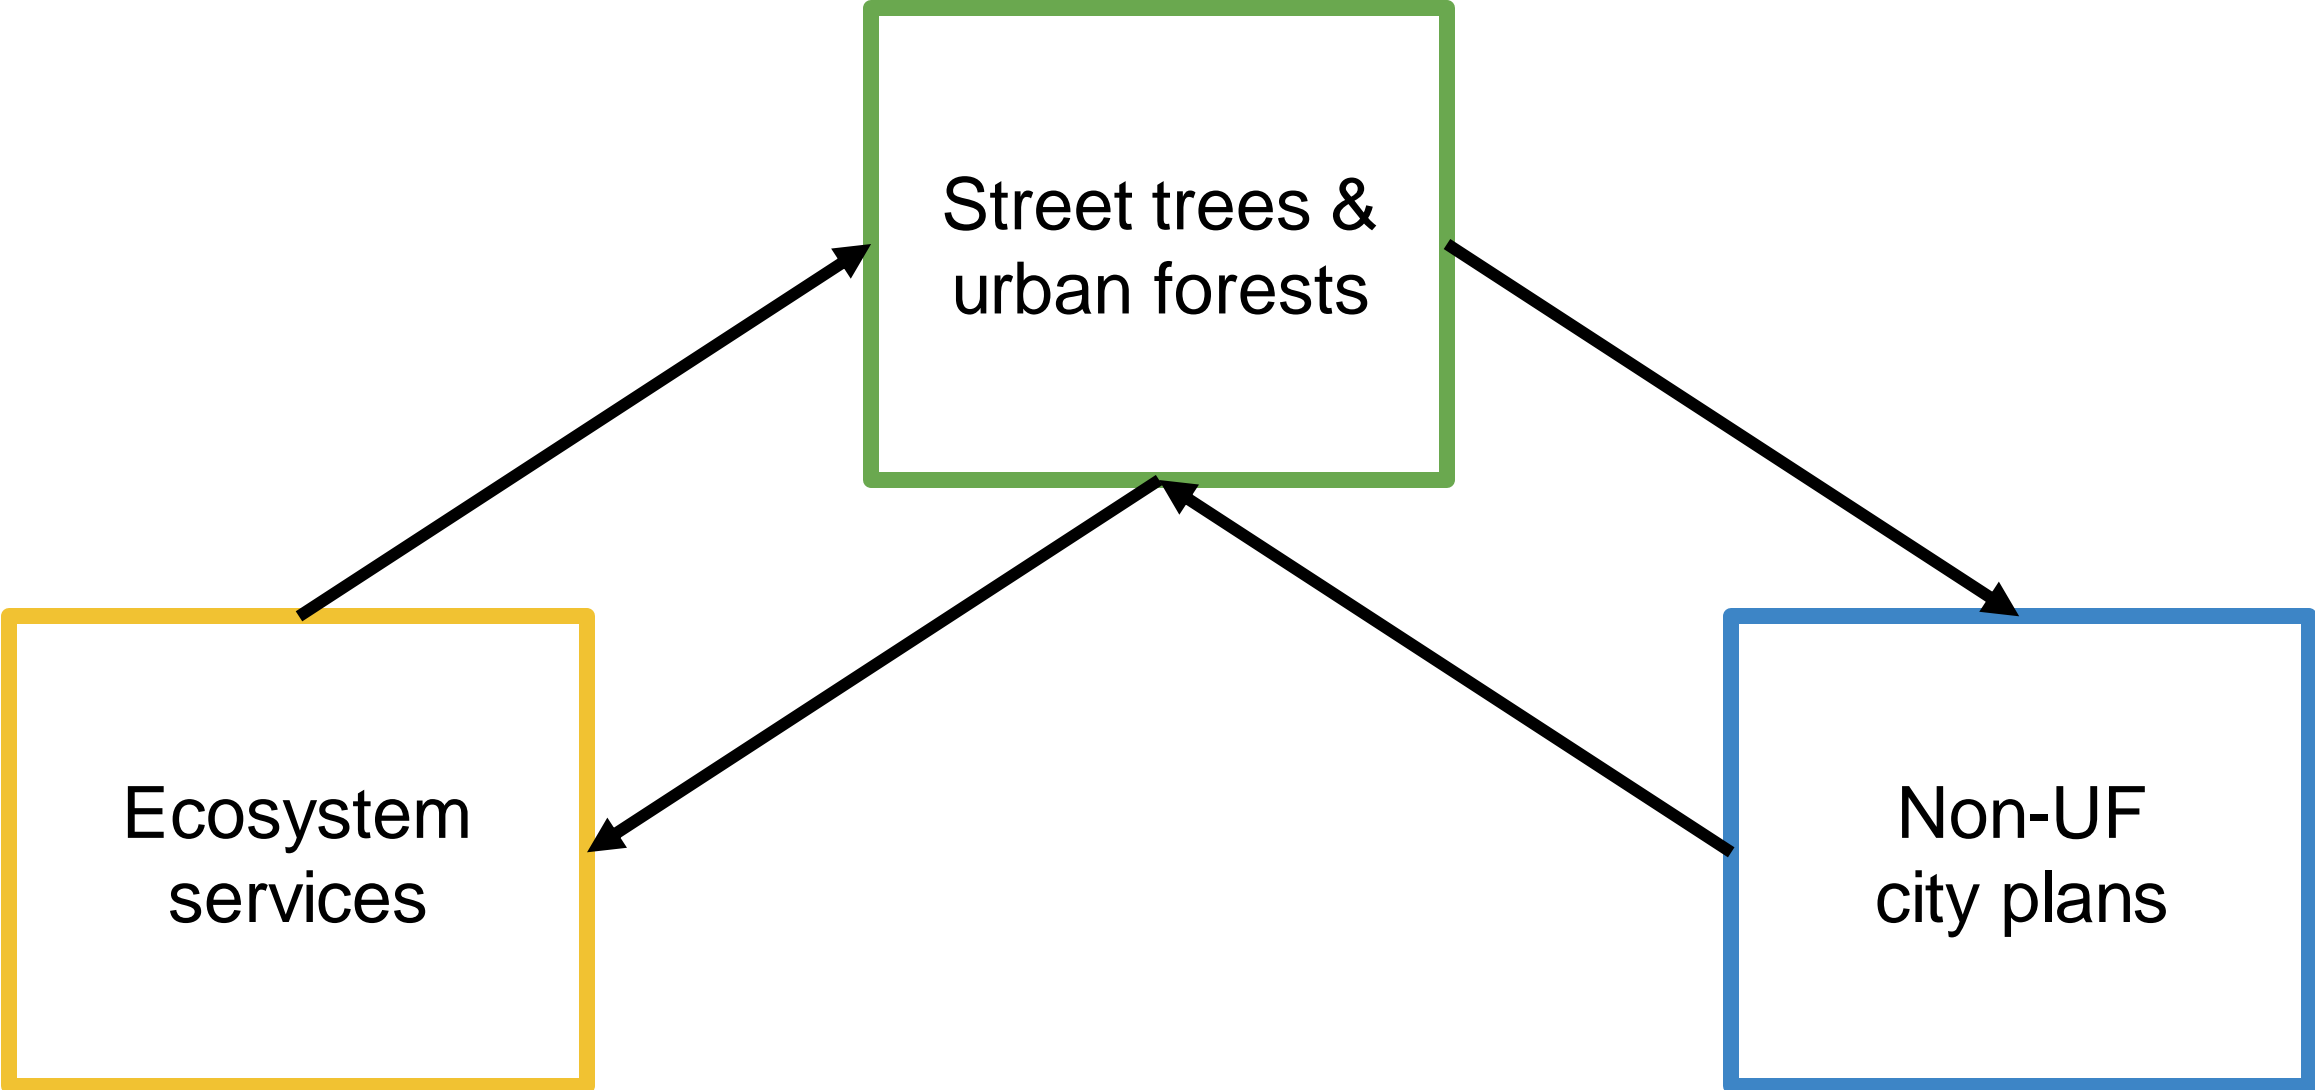 Street trees &
urban forests
Ecosystem
services
Non-UF
city plans